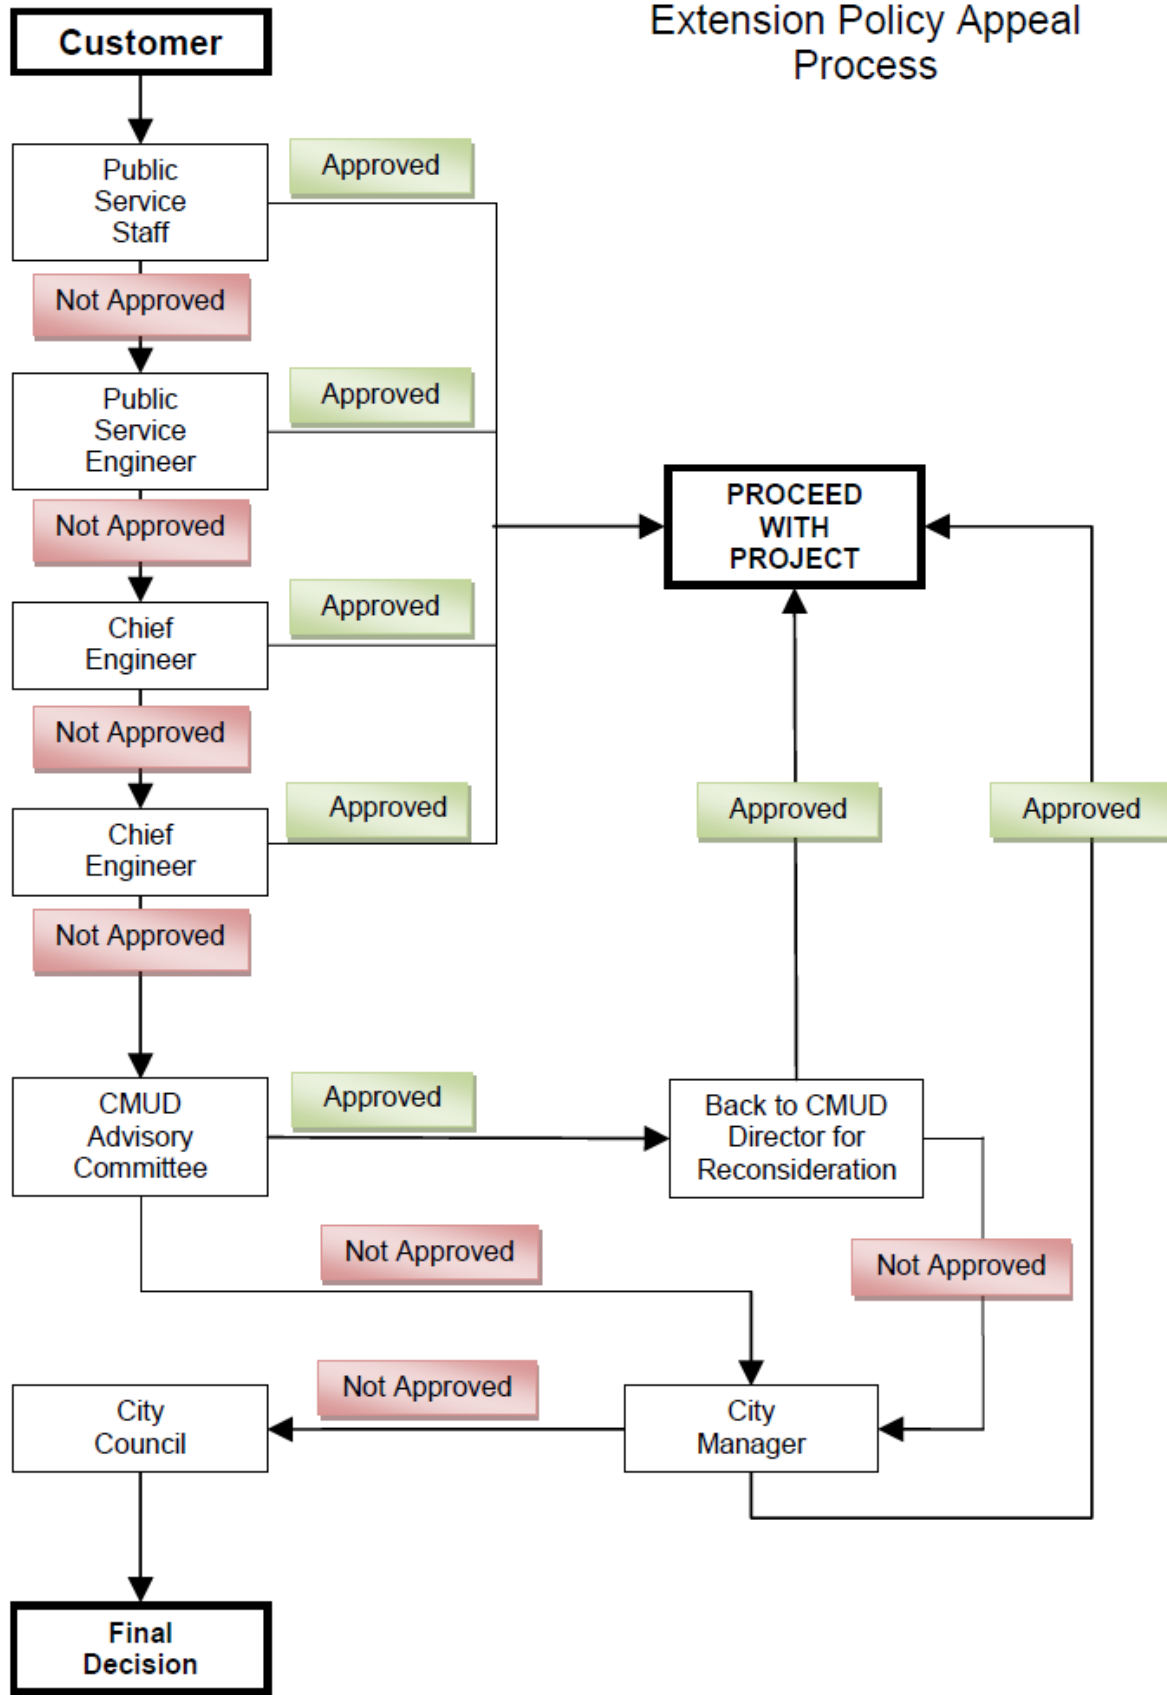 Extension Policy Appeal
Process
Customer
Public
Service
Staff
Approved
Not Approved
Public
Service
Engineer
Approved
Not Approved
PROCEED
WITH
PROJECT
Chief
Engineer
Approved
Not Approved
Chief
Engineer
Approved
Approved
Approved
Not Approved
CMUD
Advisory
Committee
Approved
Back to CMUD
Director for
Reconsideration
Not Approved
Not Approved
City
Council
Not Approved
City
Manager
Final
Decision